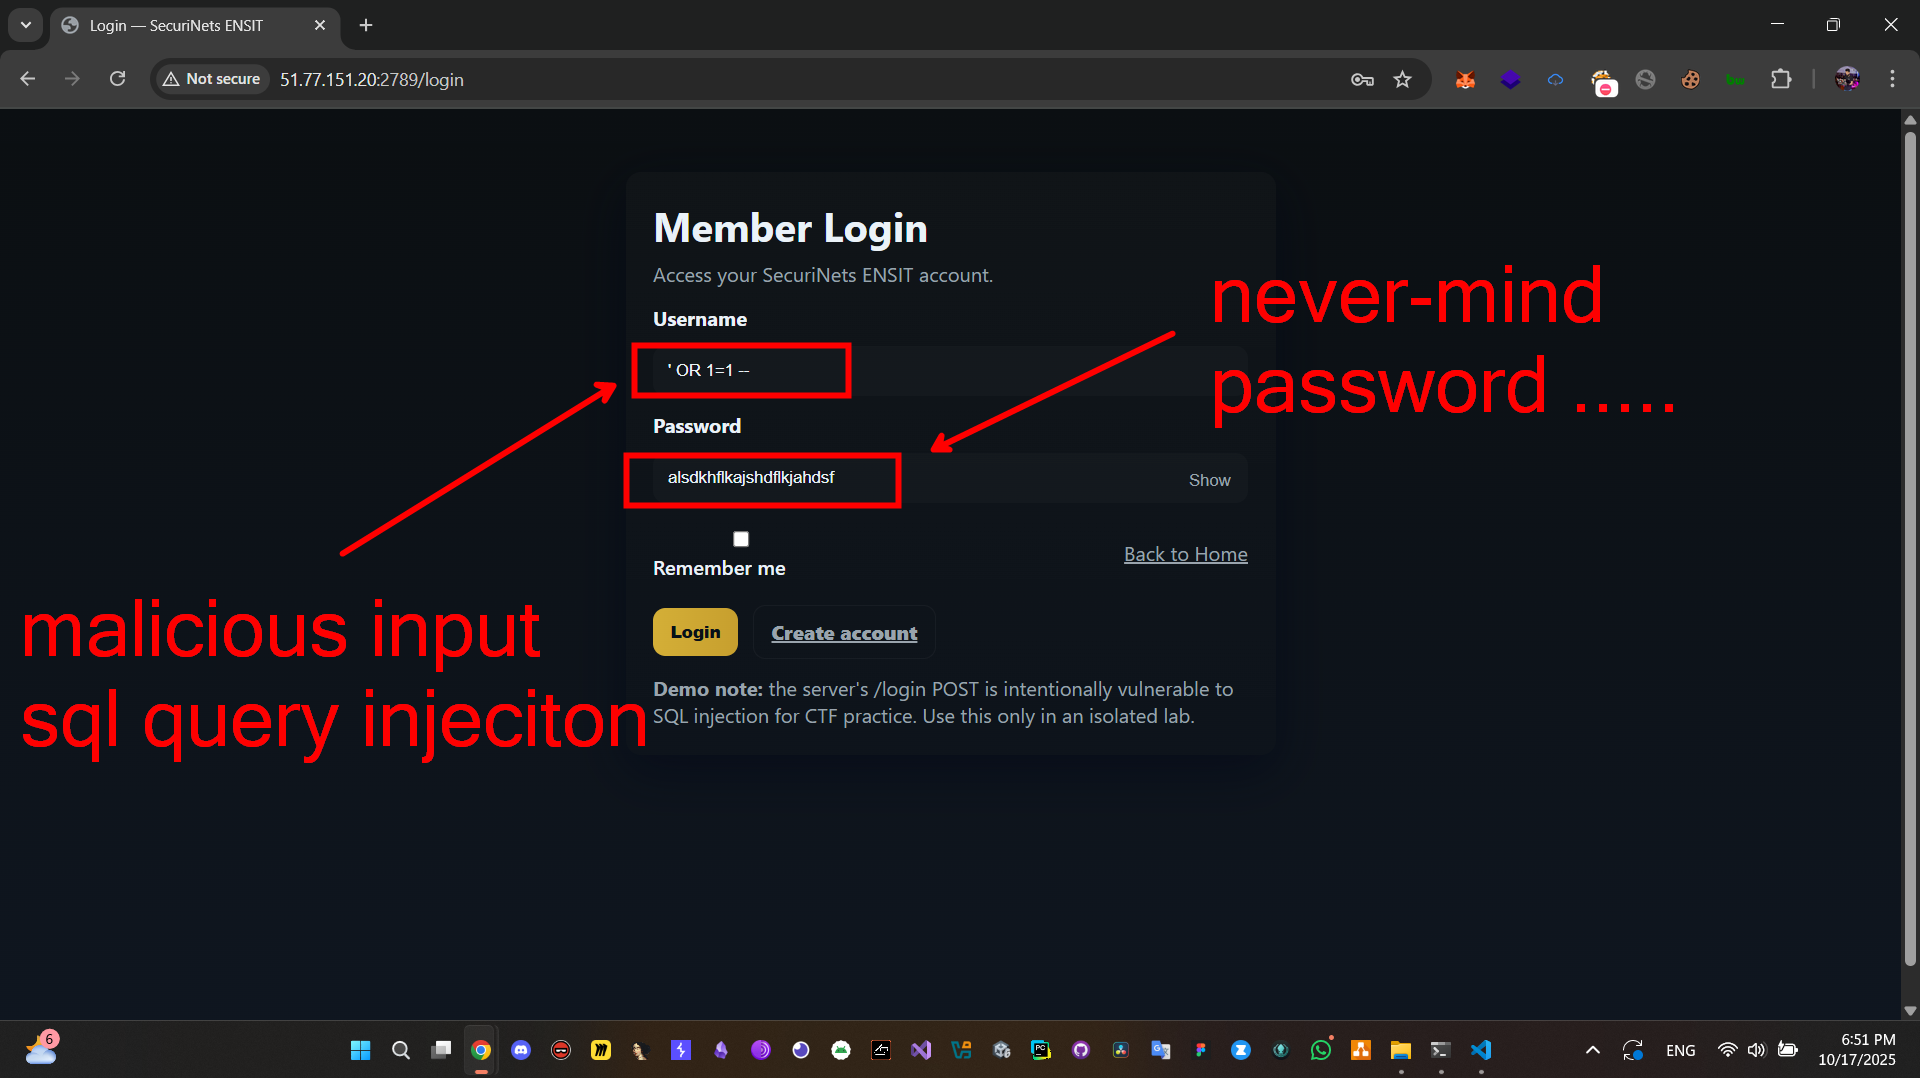 Login — SecuriNets ENSIT
Not secure
51.77.151.20:2789/login
Member Login
Access your SecuriNets ENSIT account.
never-mind
password .....
Username
' OR 1=1 --
Password
alsdkhflkajshdflkjahdsf
Show
Remember me
Back to Home
malicious input
sql query injeciton
Login
Create account
Demo note: the server's /login POST is intentionally vulnerable to
SQL injection for CTF practice. Use this only in an isolated lab.
6
ENG
6:51 PM
10/17/2025